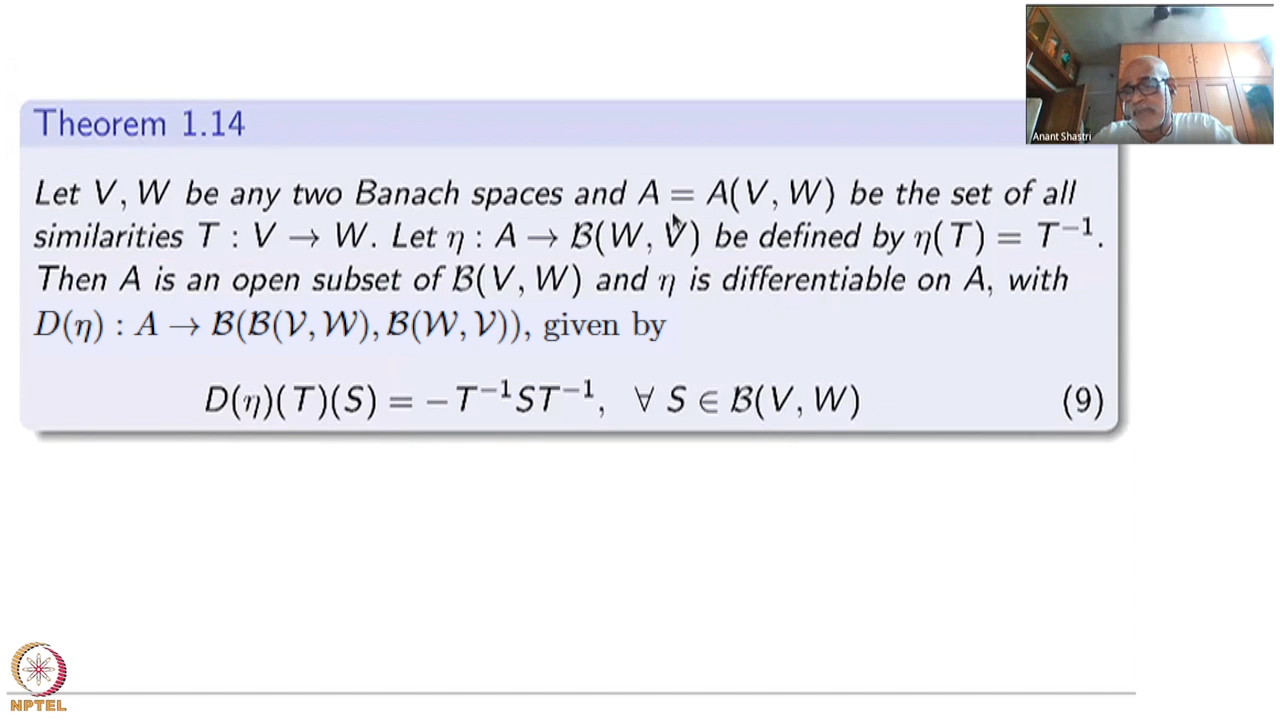 Theorem 1.14
Let V, W be any two Banach spaces and A = A(V, W) be the set of all
similarities T : V → W. Let η : A → 𝓑(W, V) be defined by η(T) = T⁻¹.
Then A is an open subset of 𝓑(V, W) and η is differentiable on A, with
D(η) : A → 𝓑(𝓑(𝒱, 𝒲), 𝓑(𝒲, 𝒱)), given by
D(η)(T)(S) = −T⁻¹ST⁻¹, ∀ S ∈ 𝓑(V, W) (9)
Anant Shastri
NPTEL